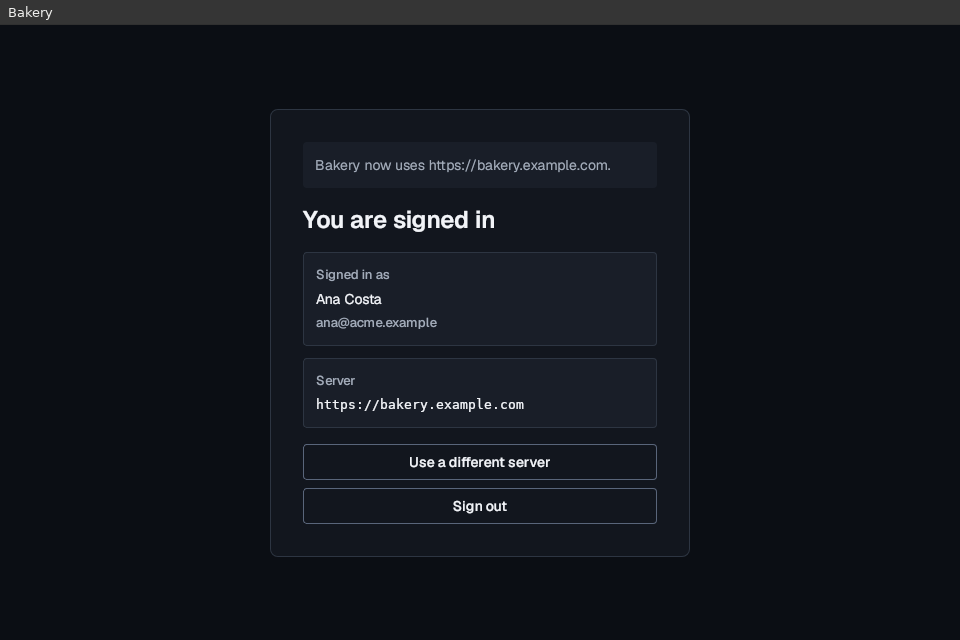 Bakery
Bakery now uses https://bakery.example.com.
You are signed in
Signed in as
Ana Costa
ana@acme.example
Server
https://bakery.example.com
Use a different server
Sign out